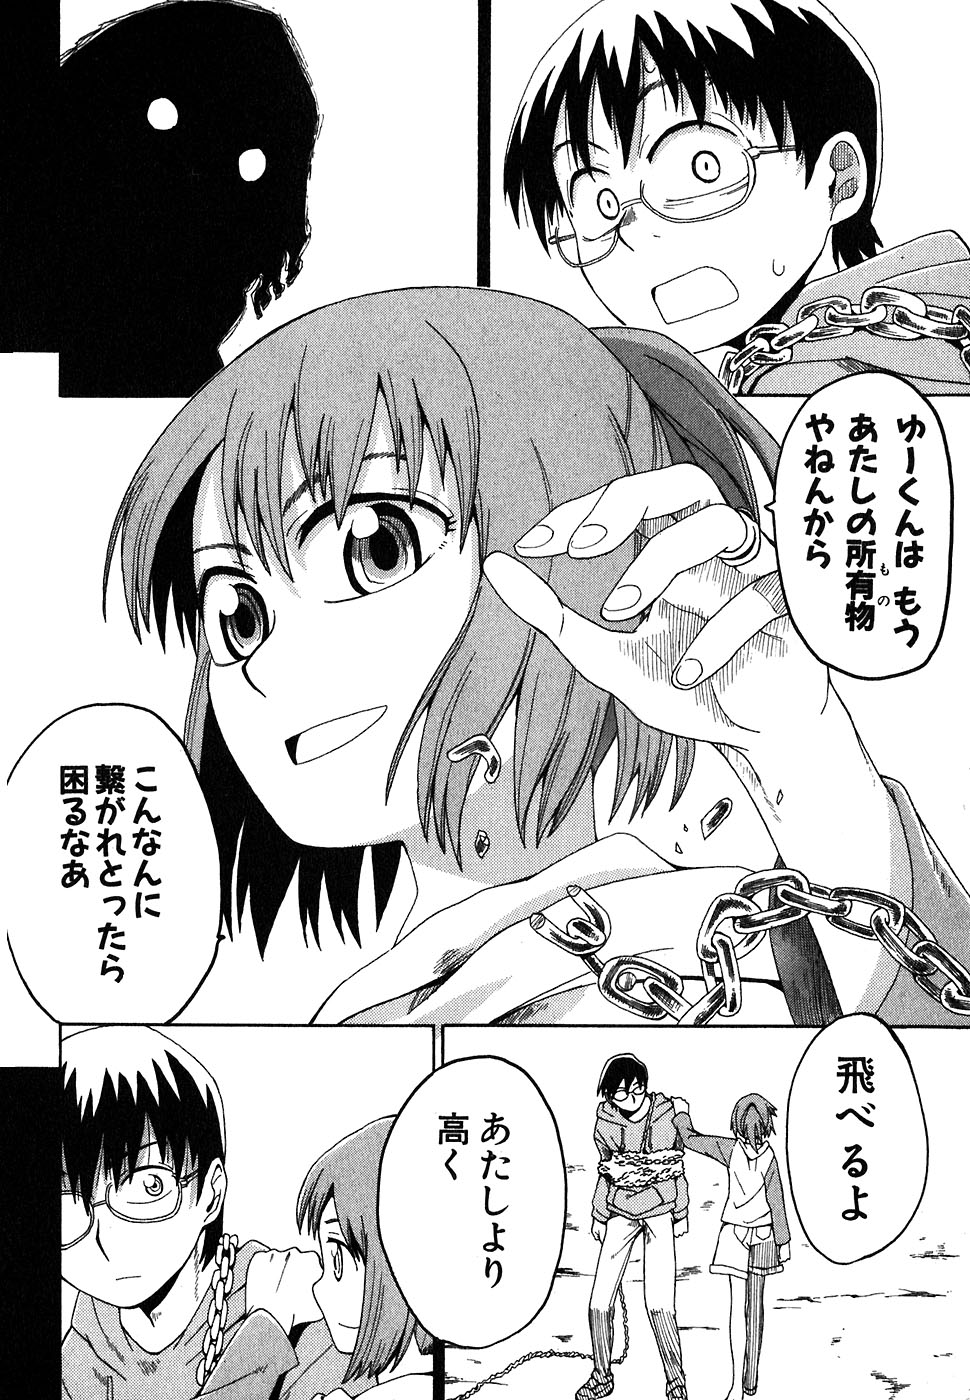 ゆーくんは もう
あたしの所有物
もの
やねんから
こんなんに
繋がれとったら
困るなあ
飛べるよ
あたしより
高く